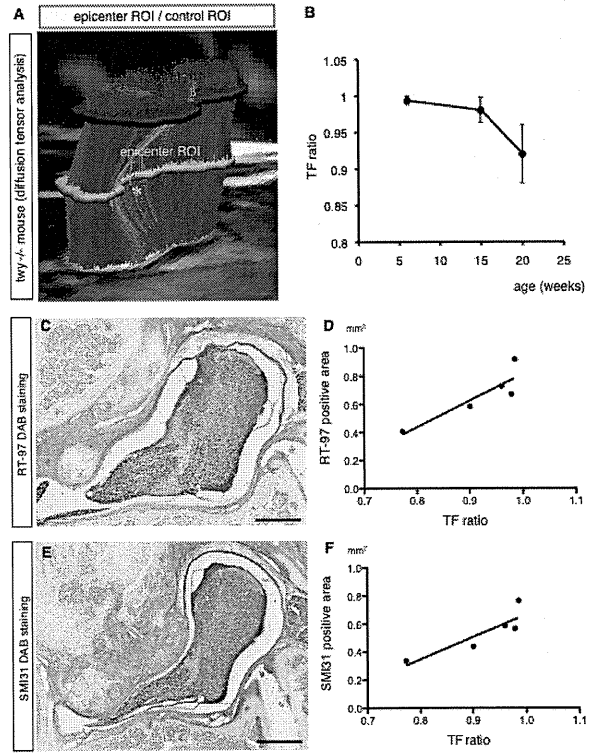 A
epicenter ROI / control ROI
twy -/- mouse (diffusion tensor analysis)
epicenter ROI
*
B
TF ratio
1.05
1
0.95
0.9
0.85
0.8
0 5 10 15 20 25
age (weeks)
RT-97 DAB staining
C
D
mm²
RT-97 positive area
1.0
0.8
0.6
0.4
0.2
0.0
0.7 0.8 0.9 1.0 1.1
TF ratio
SMI31 DAB staining
E
F
mm²
SMI31 positive area
1.0
0.8
0.6
0.4
0.2
0.0
0.7 0.8 0.9 1.0 1.1
TF ratio